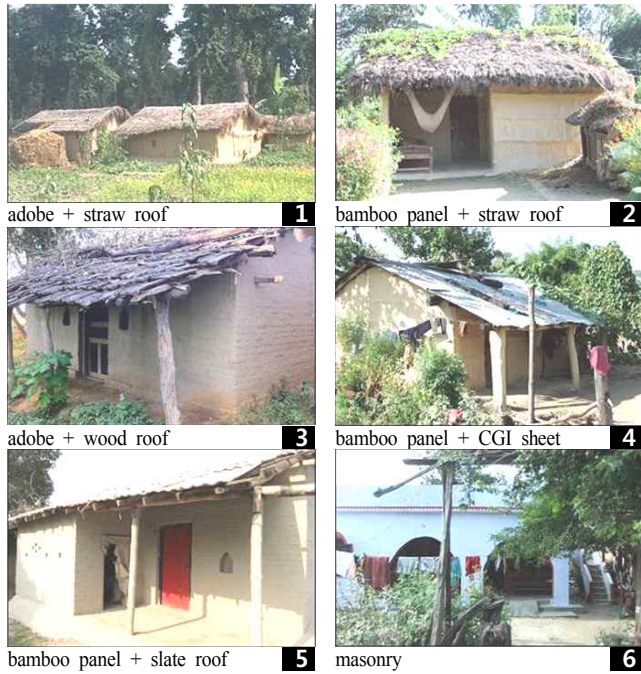 adobe + straw roof 1
bamboo panel + straw roof 2
adobe + wood roof 3
bamboo panel + CGI sheet 4
bamboo panel + slate roof 5
masonry 6